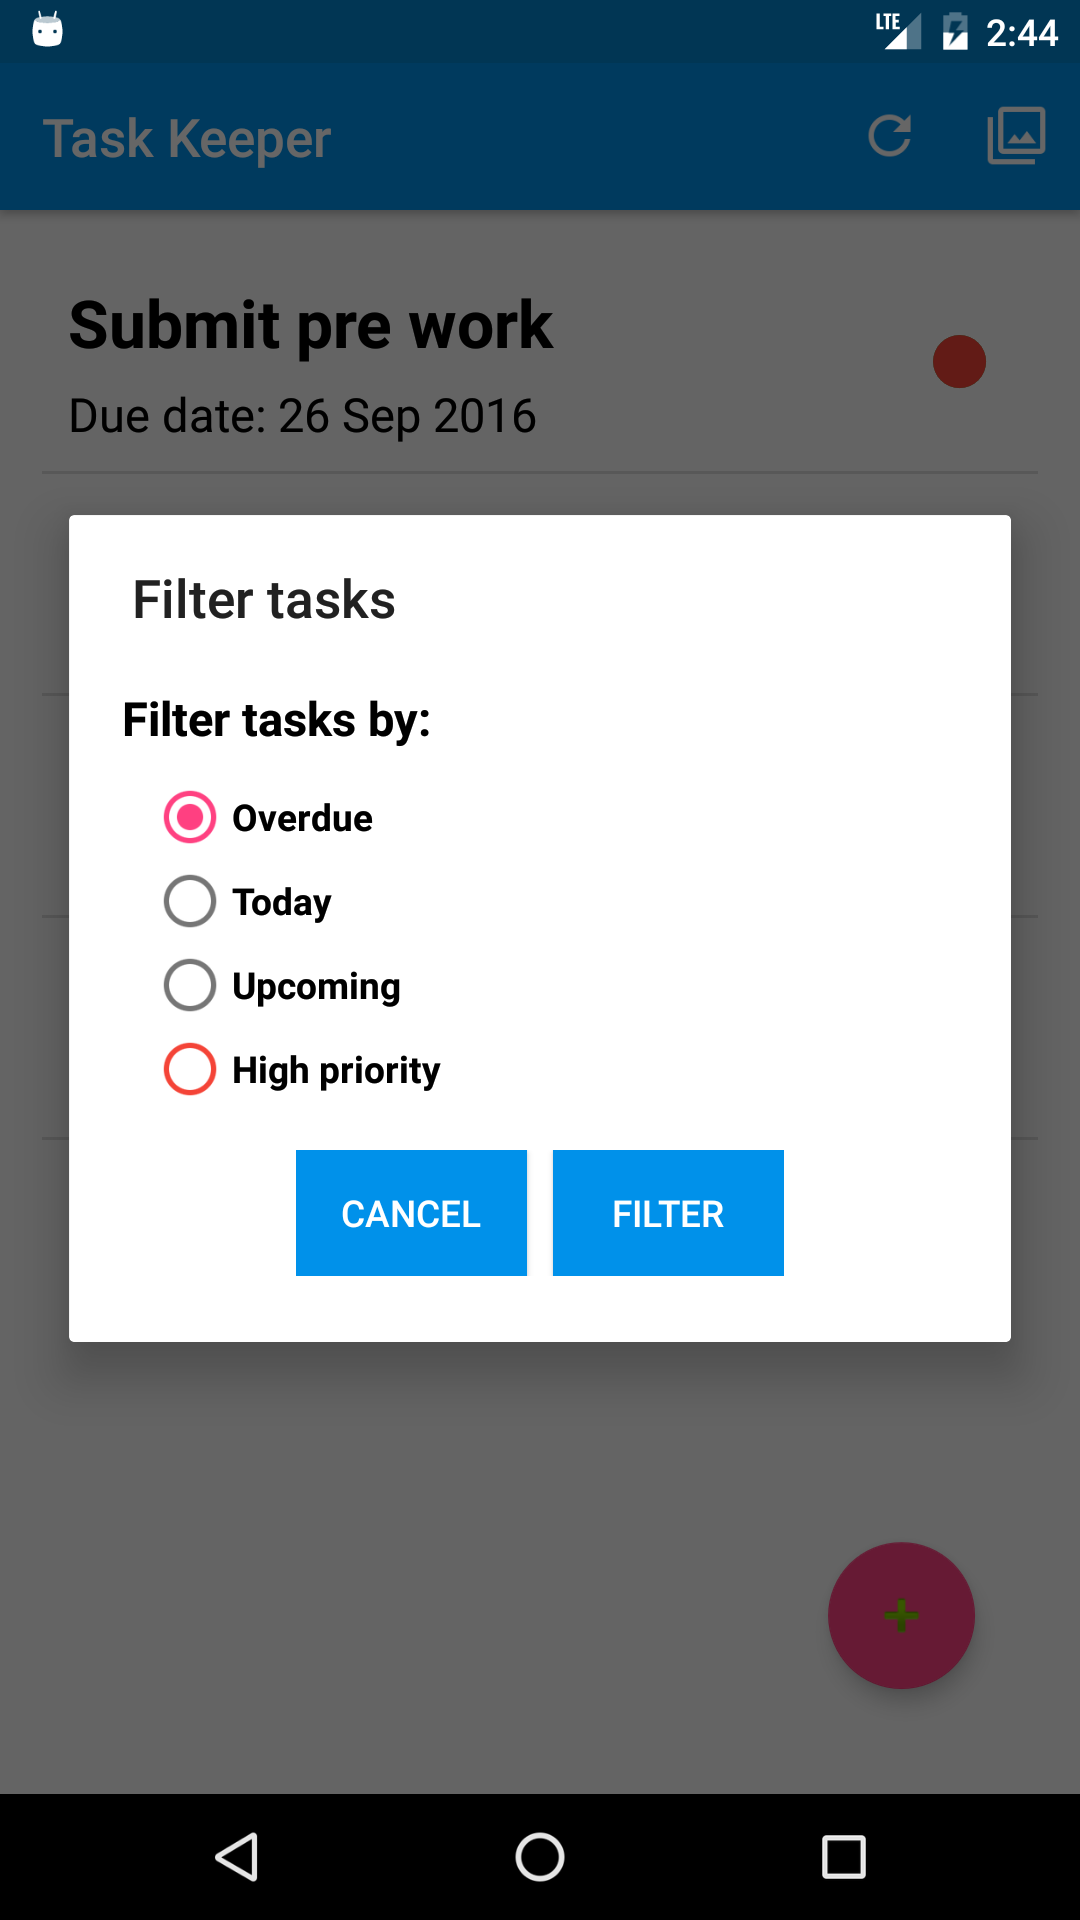 LTE 2:44
Task Keeper
Submit pre work
Due date: 26 Sep 2016
Filter tasks
Filter tasks by:
Overdue
Today
Upcoming
High priority
CANCEL FILTER
+